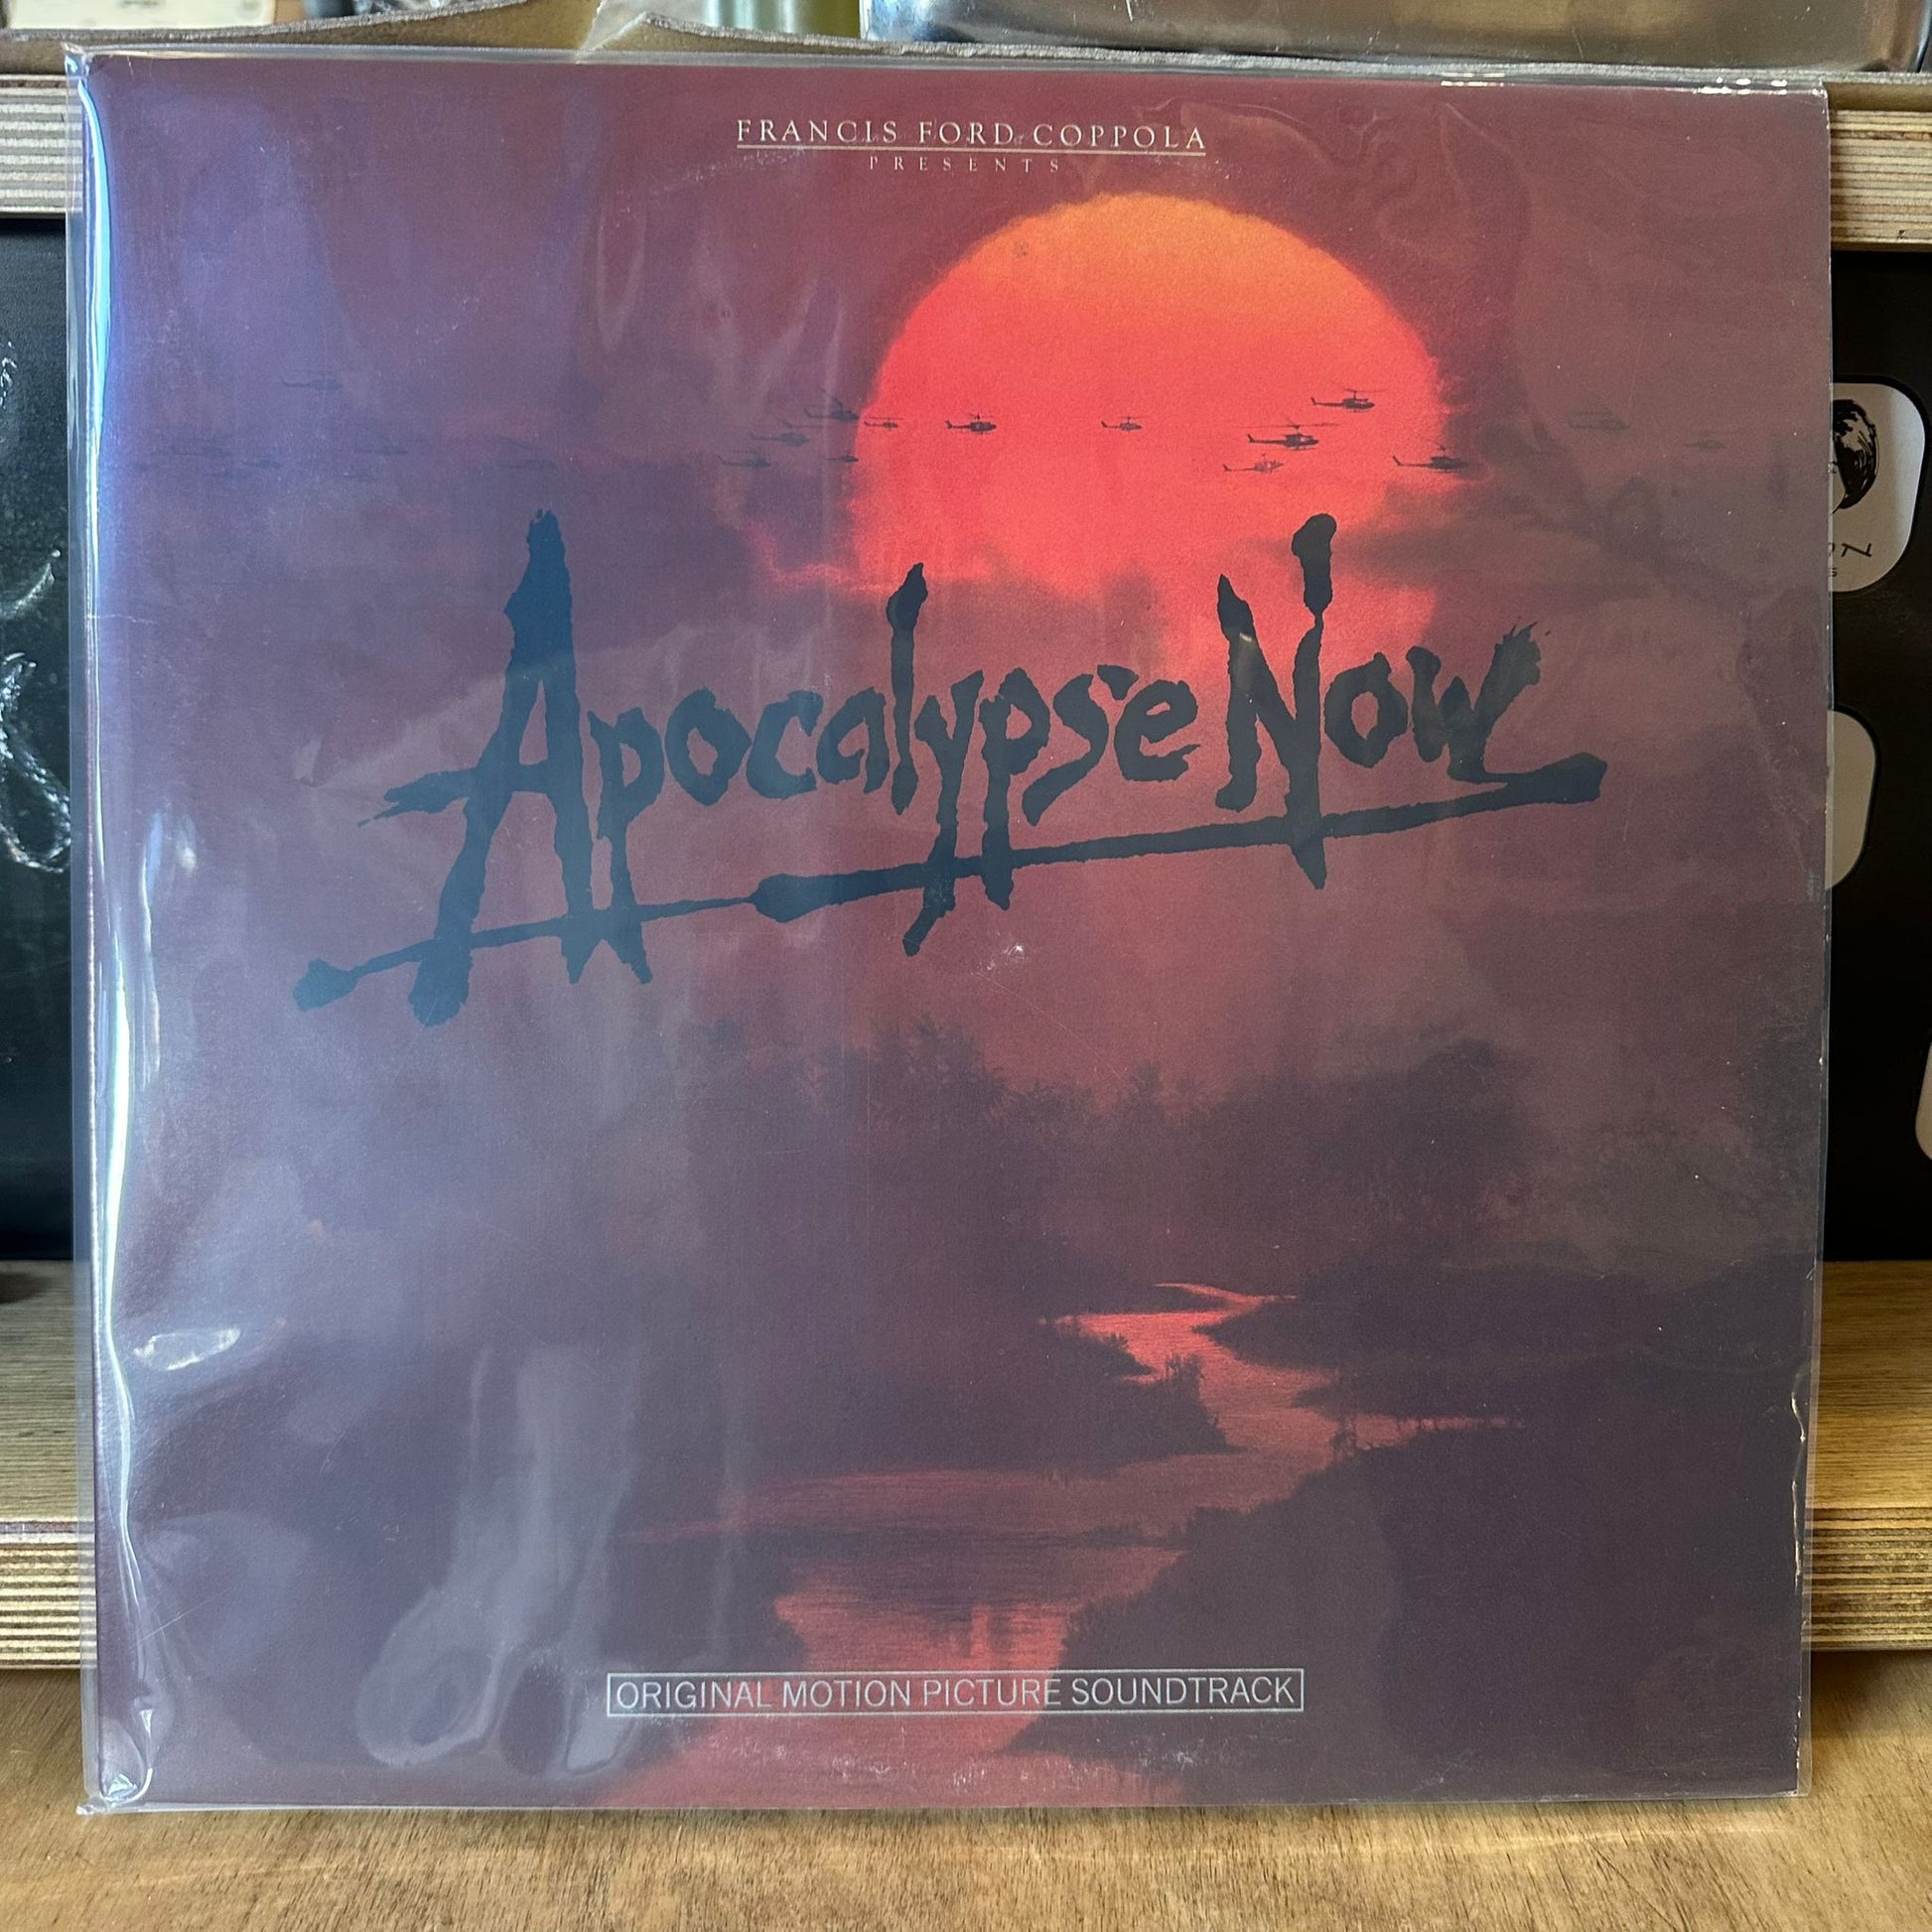 FRANCIS FORD COPPOLA
PRESENTS
Apocalypse Now
ORIGINAL MOTION PICTURE SOUNDTRACK